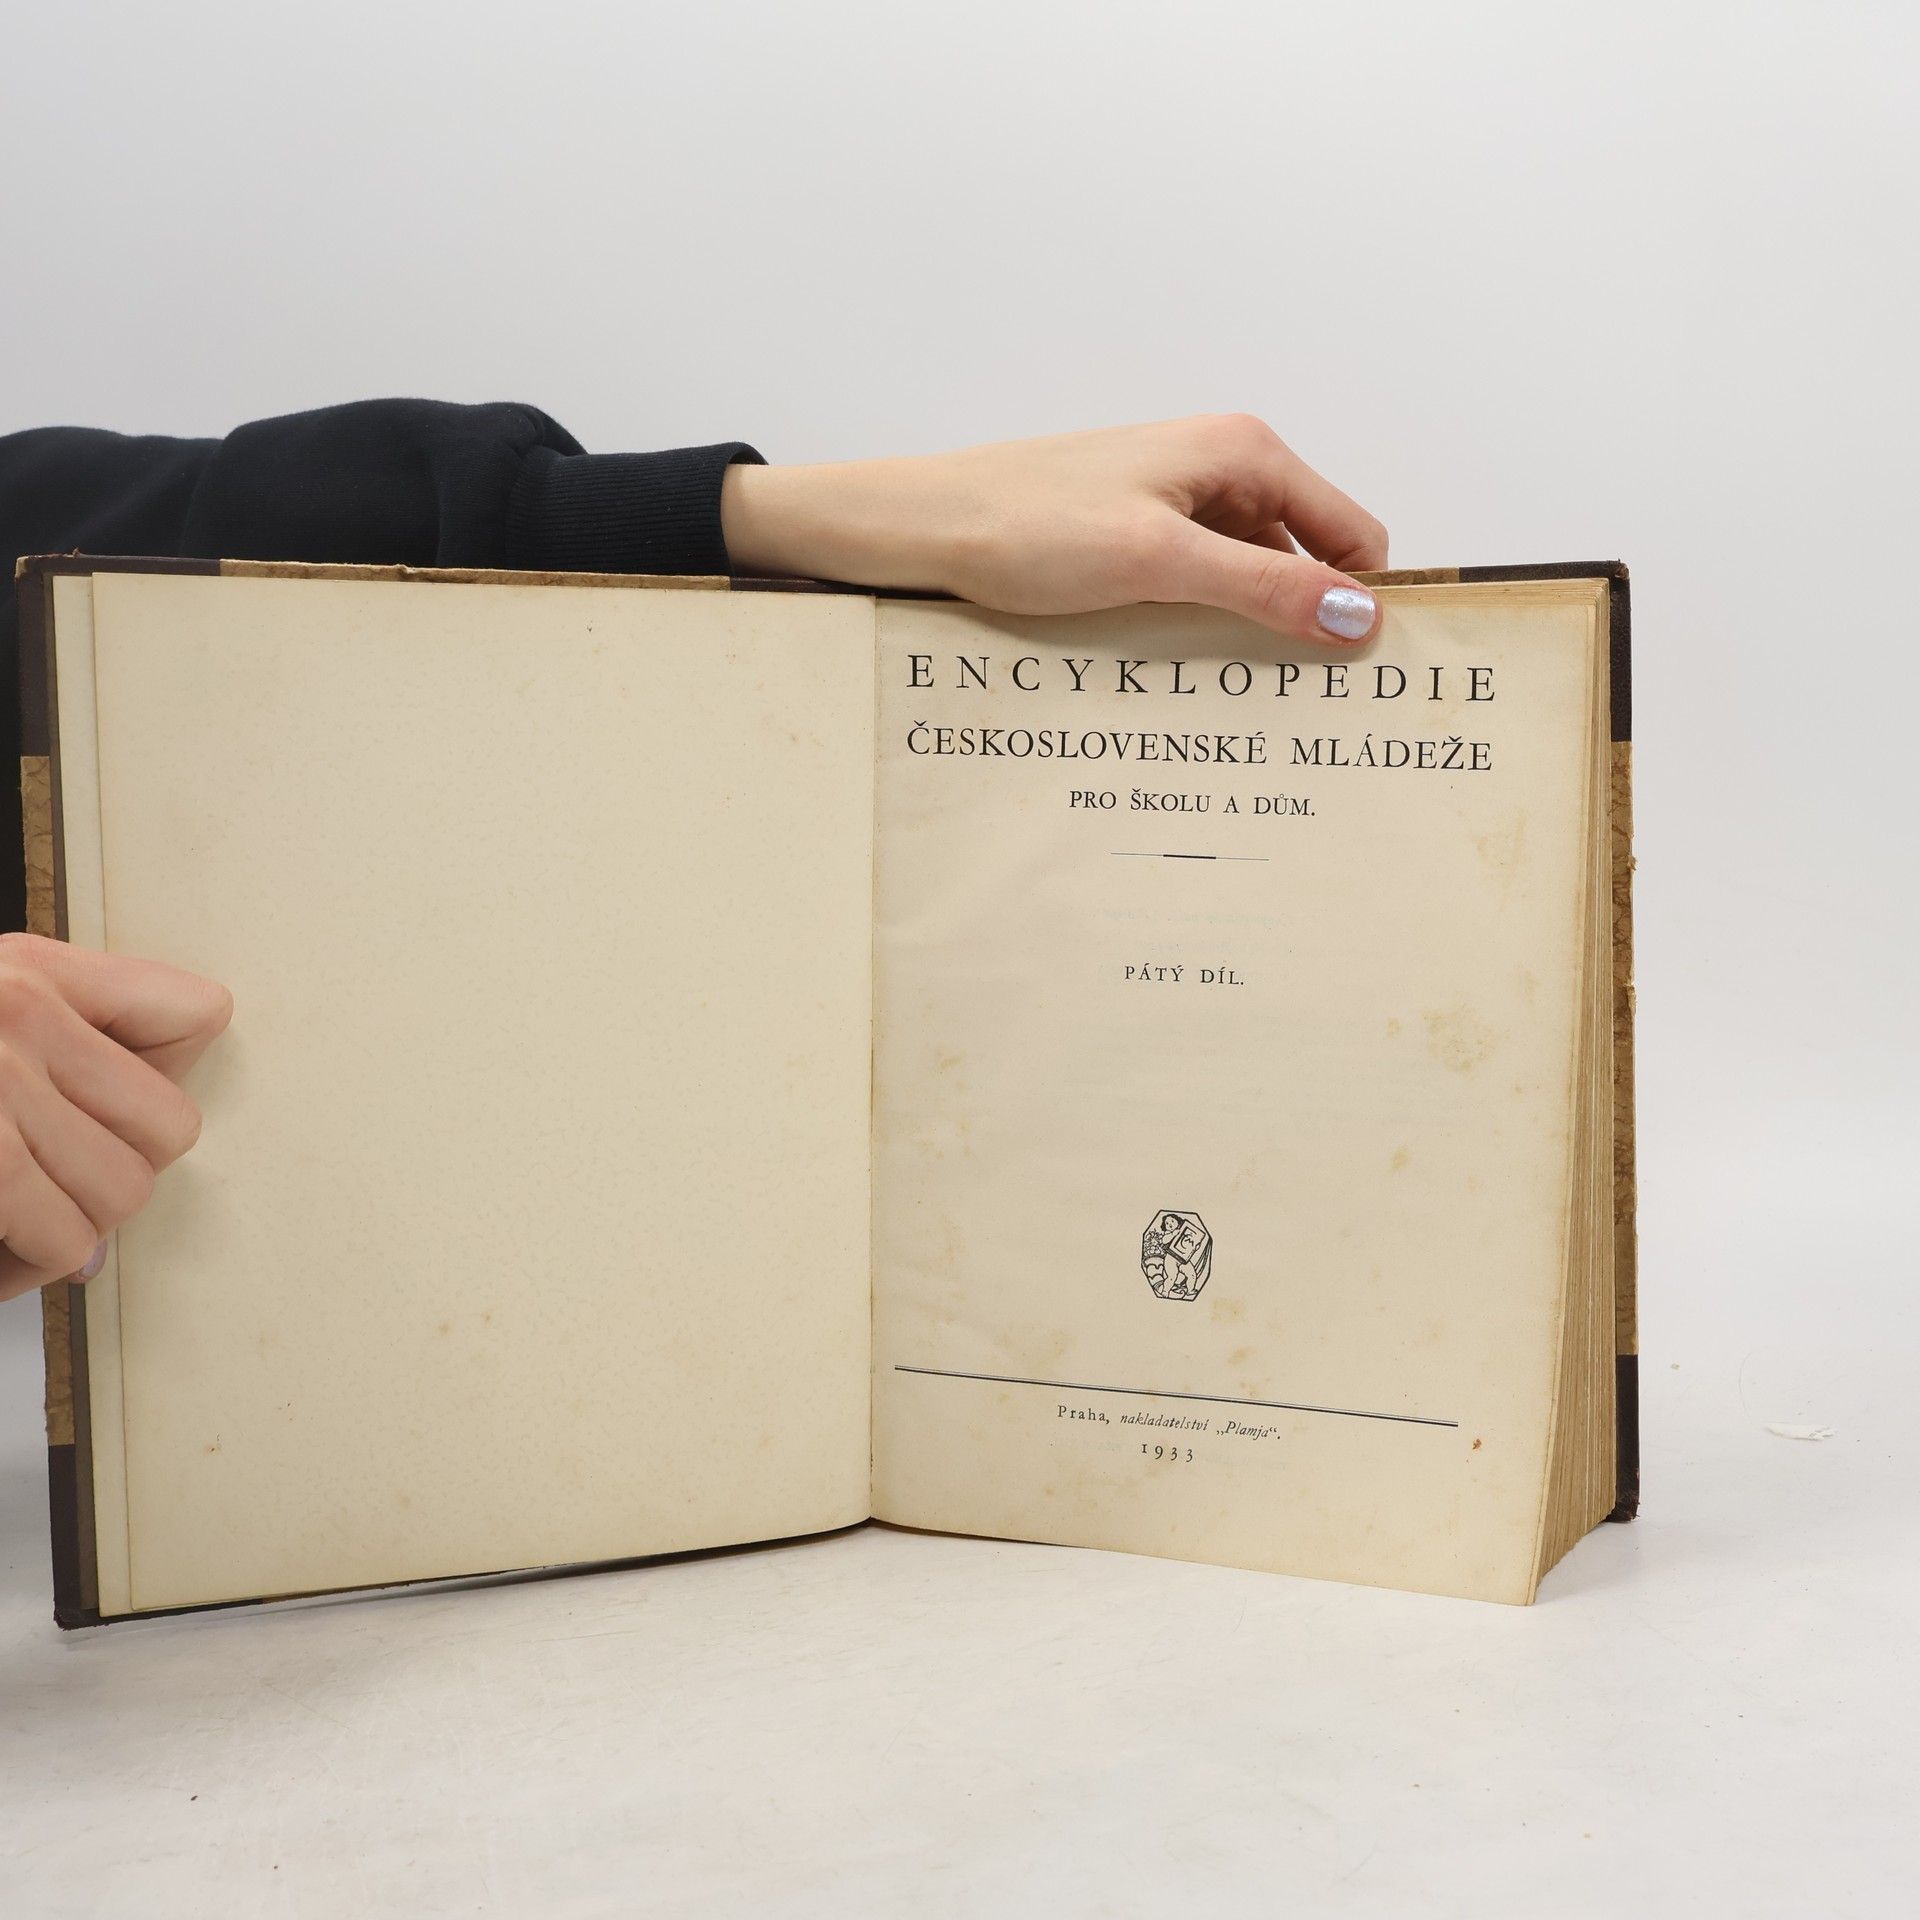 ENCYKLOPEDIE
ČESKOSLOVENSKÉ MLÁDEŽE
PRO ŠKOLU A DŮM.
PÁTÝ DÍL.
Praha, nakladatelství „Plamja“.
1933